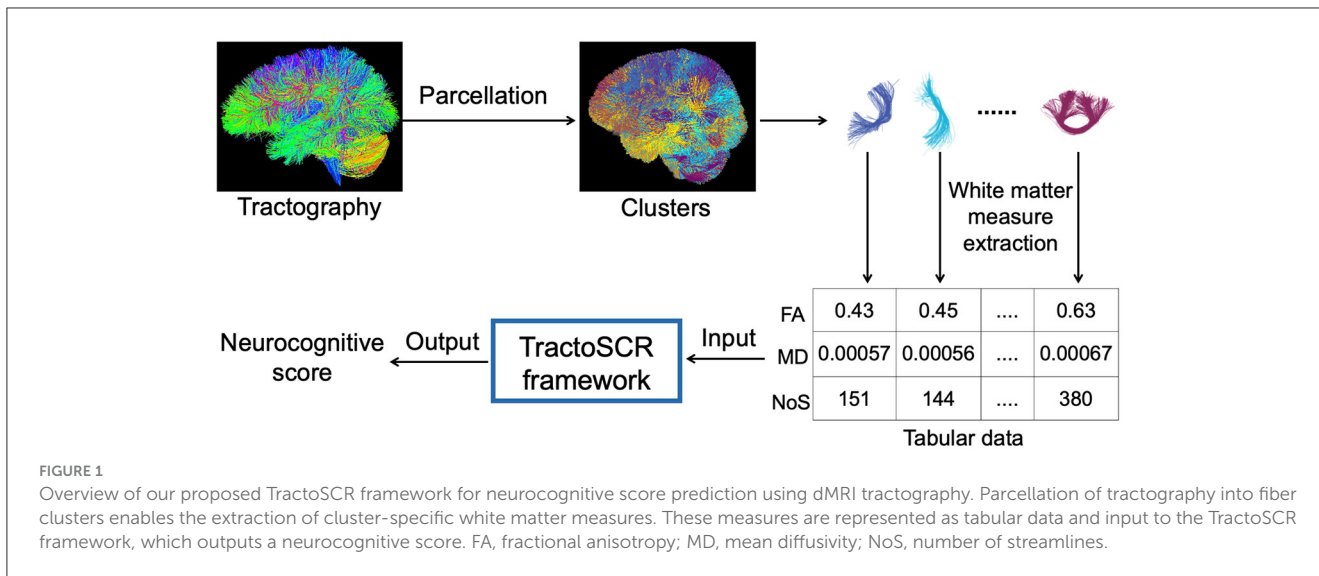 Parcellation
......
Tractography
Clusters
White matter
measure
extraction
FA 0.43 0.45 .... 0.63
MD 0.00057 0.00056 .... 0.00067
NoS 151 144 .... 380
Tabular data
Input
TractoSCR
framework
Output
Neurocognitive
score
FIGURE 1
Overview of our proposed TractoSCR framework for neurocognitive score prediction using dMRI tractography. Parcellation of tractography into fiber
clusters enables the extraction of cluster-specific white matter measures. These measures are represented as tabular data and input to the TractoSCR
framework, which outputs a neurocognitive score. FA, fractional anisotropy; MD, mean diffusivity; NoS, number of streamlines.